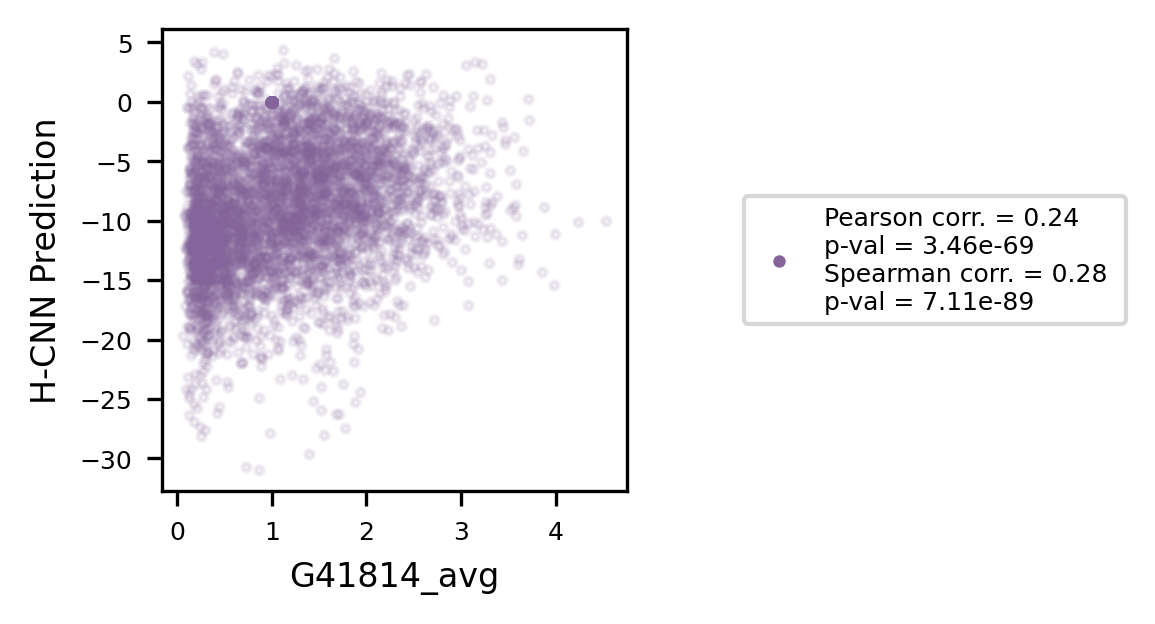 5
0
−5
−10
−15
−20
−25
−30
H-CNN Prediction
0 1 2 3 4
G41814_avg
Pearson corr. = 0.24
p-val = 3.46e-69
Spearman corr. = 0.28
p-val = 7.11e-89